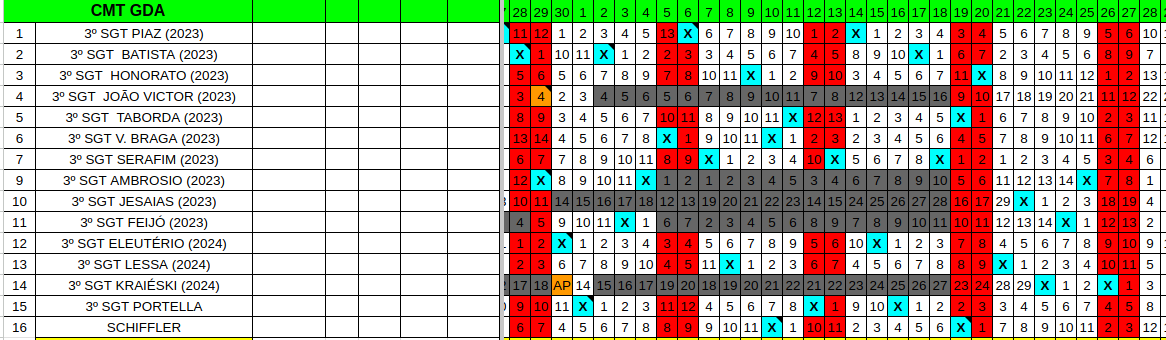 CMT GDA 28 29 30 1 2 3 4 5 6 7 8 9 10 11 12 13 14 15 16 17 18 19 20 21 22 23 24 25 26 27 28
1 3º SGT PIAZ (2023) 11 12 1 2 3 4 5 13 X 6 7 8 9 10 1 2 X 1 2 3 4 3 4 5 6 7 8 9 5 6 10
2 3º SGT BATISTA (2023) X 1 10 11 X 1 2 2 3 3 4 5 6 7 4 5 8 9 10 X 1 6 7 2 3 4 5 6 8 9 7
3 3º SGT HONORATO (2023) 5 6 5 6 7 8 9 7 8 10 11 X 1 2 9 10 3 4 5 6 7 11 X 8 9 10 11 12 1 2 13
4 3º SGT JOÃO VICTOR (2023) 3 4 2 3 4 5 6 5 6 7 8 9 10 11 7 8 12 13 14 15 16 9 10 17 18 19 20 21 11 12 22
5 3º SGT TABORDA (2023) 8 9 3 4 5 6 7 10 11 8 9 10 11 X 12 13 1 2 3 4 5 X 1 6 7 8 9 10 2 3 11
6 3º SGT V. BRAGA (2023) 13 14 4 5 6 7 8 X 1 9 10 11 X 1 2 3 2 3 4 5 6 4 5 7 8 9 10 11 6 7 12
7 3º SGT SERAFIM (2023) 6 7 7 8 9 10 11 8 9 X 1 2 3 4 10 X 5 6 7 8 X 1 2 1 2 3 4 5 3 4 6
9 3º SGT AMBROSIO (2023) 12 X 8 9 10 11 X 1 2 1 2 3 4 5 3 4 6 7 8 9 10 5 6 11 12 13 14 X 7 8 1
10 3º SGT JESAIAS (2023) 10 11 14 15 16 17 18 12 13 19 20 21 22 23 14 15 24 25 26 27 28 16 17 29 X 1 2 3 18 19 4
11 3º SGT FEIJÓ (2023) 4 5 9 10 11 X 1 6 7 2 3 4 5 6 8 9 7 8 9 10 11 10 11 12 13 14 X 1 12 13 2
12 3º SGT ELEUTÉRIO (2024) 1 2 X 1 2 3 4 3 4 5 6 7 8 9 5 6 10 X 1 2 3 7 8 4 5 6 7 8 9 10 9
13 3º SGT LESSA (2024) 2 3 6 7 8 9 10 4 5 11 X 1 2 3 6 7 4 5 6 7 8 8 9 X 1 2 3 4 10 11 5
14 3º SGT KRAIÉSKI (2024) 17 18 AP 14 15 16 17 19 20 18 19 20 21 22 21 22 23 24 25 26 27 23 24 28 29 X 1 2 X 1 3
15 3º SGT PORTELLA 9 10 11 X 1 2 3 11 12 4 5 6 7 8 X 1 9 10 X 1 2 2 3 3 4 5 6 7 4 5 8
16 SCHIFFLER 6 7 4 5 6 7 8 8 9 9 10 11 X 1 10 11 2 3 4 5 6 X 1 7 8 9 10 11 2 3 12